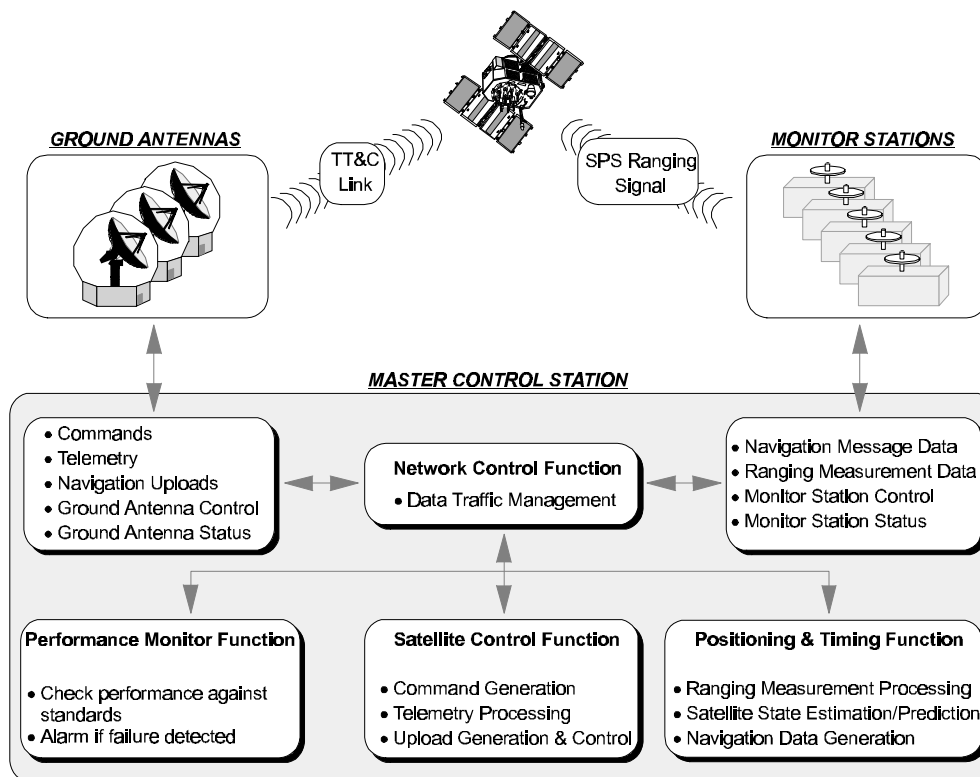 GROUND ANTENNAS
TT&C
Link
SPS Ranging
Signal
MONITOR STATIONS
MASTER CONTROL STATION
• Commands
• Telemetry
• Navigation Uploads
• Ground Antenna Control
• Ground Antenna Status
Network Control Function
• Data Traffic Management
• Navigation Message Data
• Ranging Measurement Data
• Monitor Station Control
• Monitor Station Status
Performance Monitor Function
• Check performance against
standards
• Alarm if failure detected
Satellite Control Function
• Command Generation
• Telemetry Processing
• Upload Generation & Control
Positioning & Timing Function
• Ranging Measurement Processing
• Satellite State Estimation/Prediction
• Navigation Data Generation